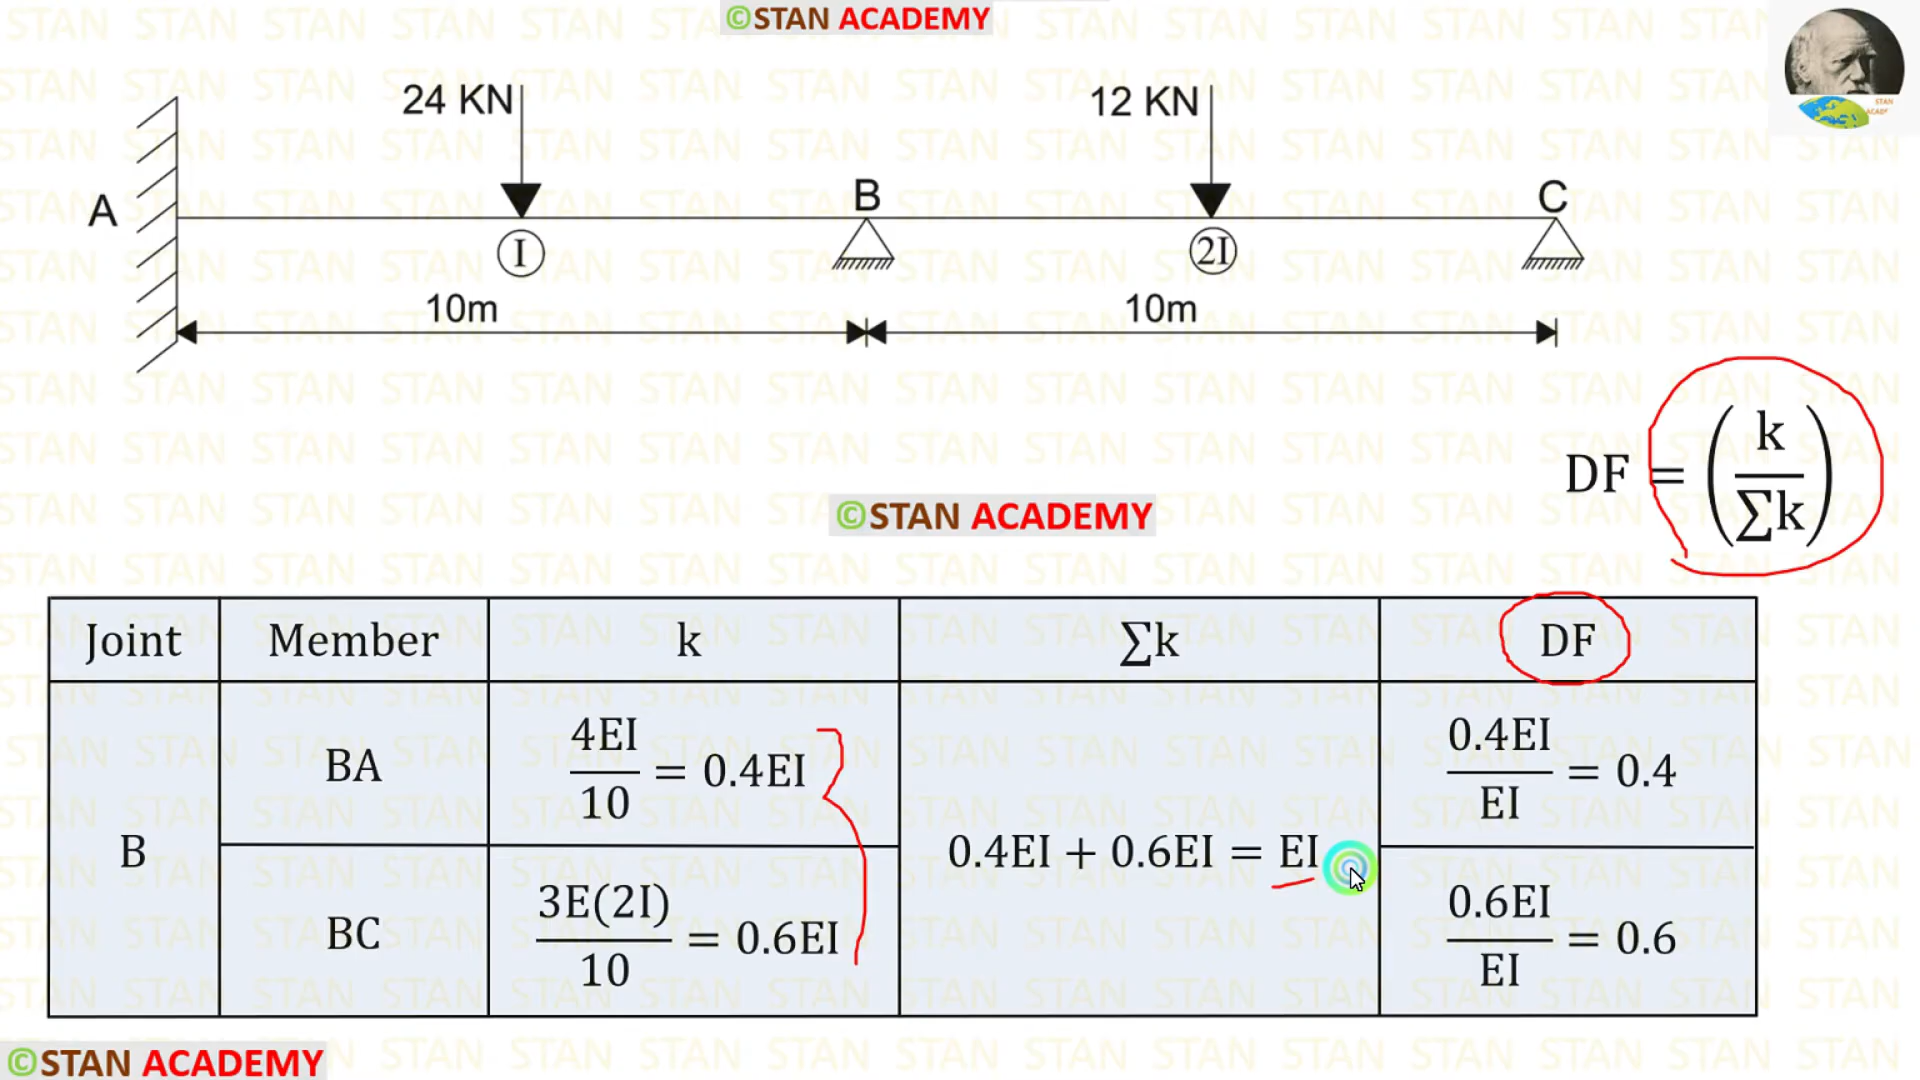 ©STAN ACADEMY
STAN ACADEMY
24 KN
12 KN
A
B
C
I
2I
10m
10m
DF = (k/∑k)
©STAN ACADEMY
Joint Member k ∑k DF
B
BA 4EI/10 = 0.4EI
0.4EI + 0.6EI = EI
0.4EI/EI = 0.4
BC 3E(2I)/10 = 0.6EI
0.6EI/EI = 0.6
©STAN ACADEMY